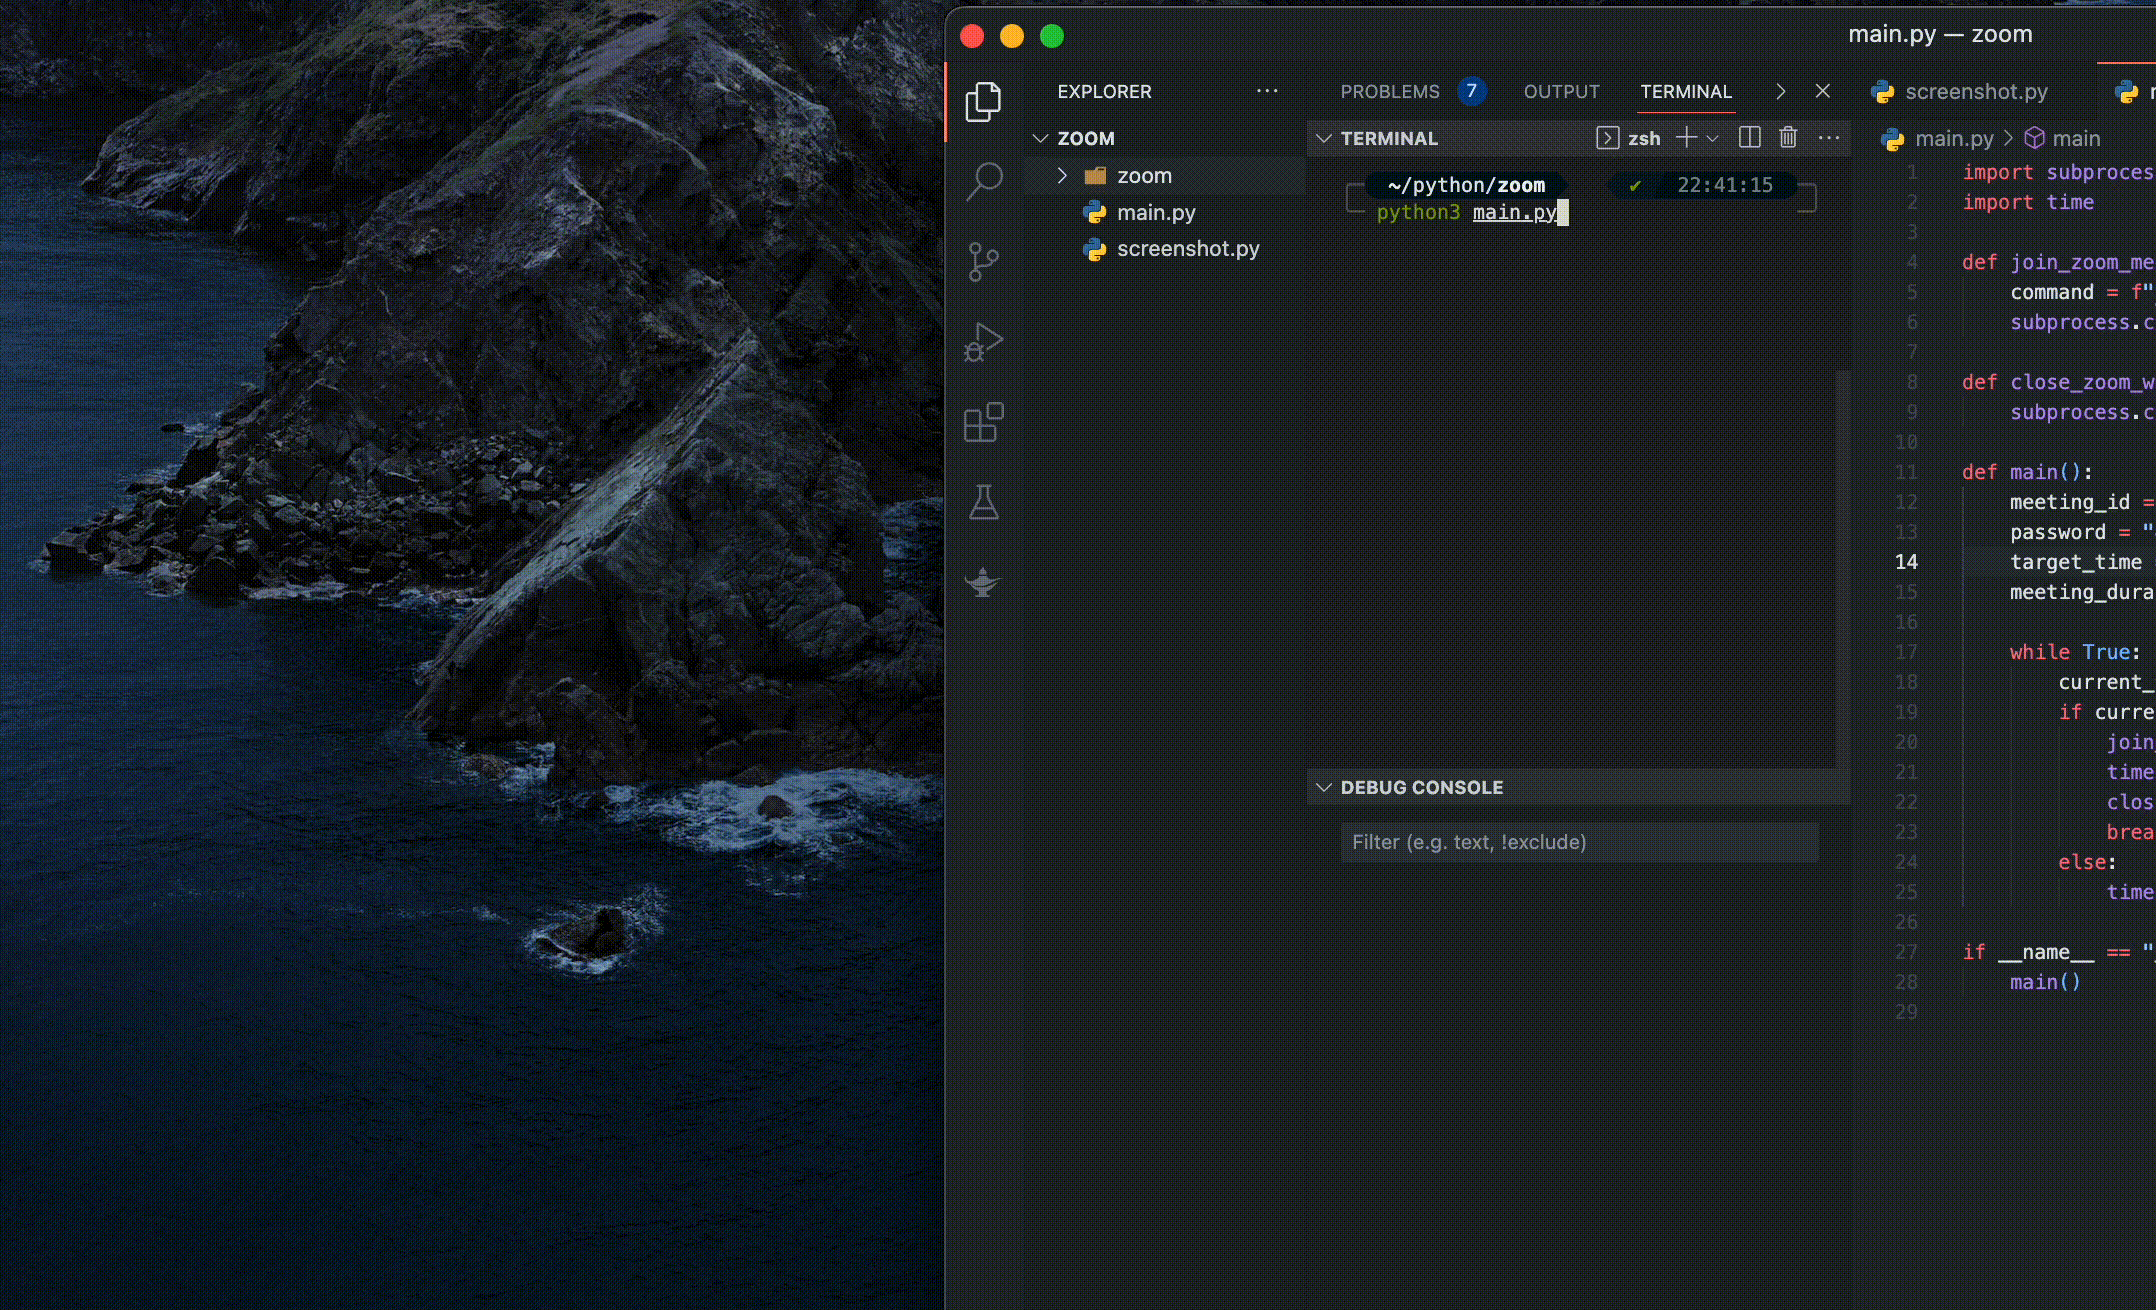 main.py — zoom
EXPLORER
ZOOM
zoom
main.py
screenshot.py
PROBLEMS 7 OUTPUT TERMINAL
TERMINAL zsh
~/python/zoom ✔ 22:41:15
python3 main.py
DEBUG CONSOLE
Filter (e.g. text, !exclude)
screenshot.py
main.py > main
1 import subproces
2 import time
3
4 def join_zoom_me
5 command = f"
6 subprocess.c
7
8 def close_zoom_w
9 subprocess.c
10
11 def main():
12 meeting_id =
13 password = "
14 target_time
15 meeting_dura
16
17 while True:
18 current_
19 if curre
20 join
21 time
22 clos
23 brea
24 else:
25 time
26
27 if __name__ == "_
28 main()
29